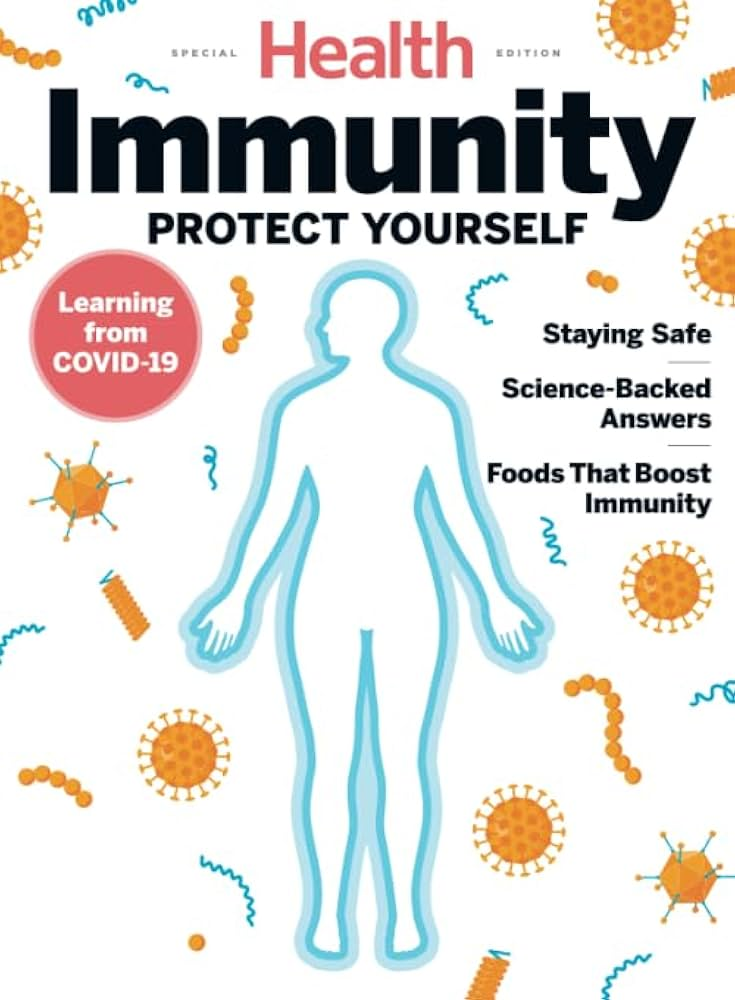 SPECIAL Health EDITION
Immunity
PROTECT YOURSELF
Learning
from
COVID-19
Staying Safe
Science-Backed
Answers
Foods That Boost
Immunity